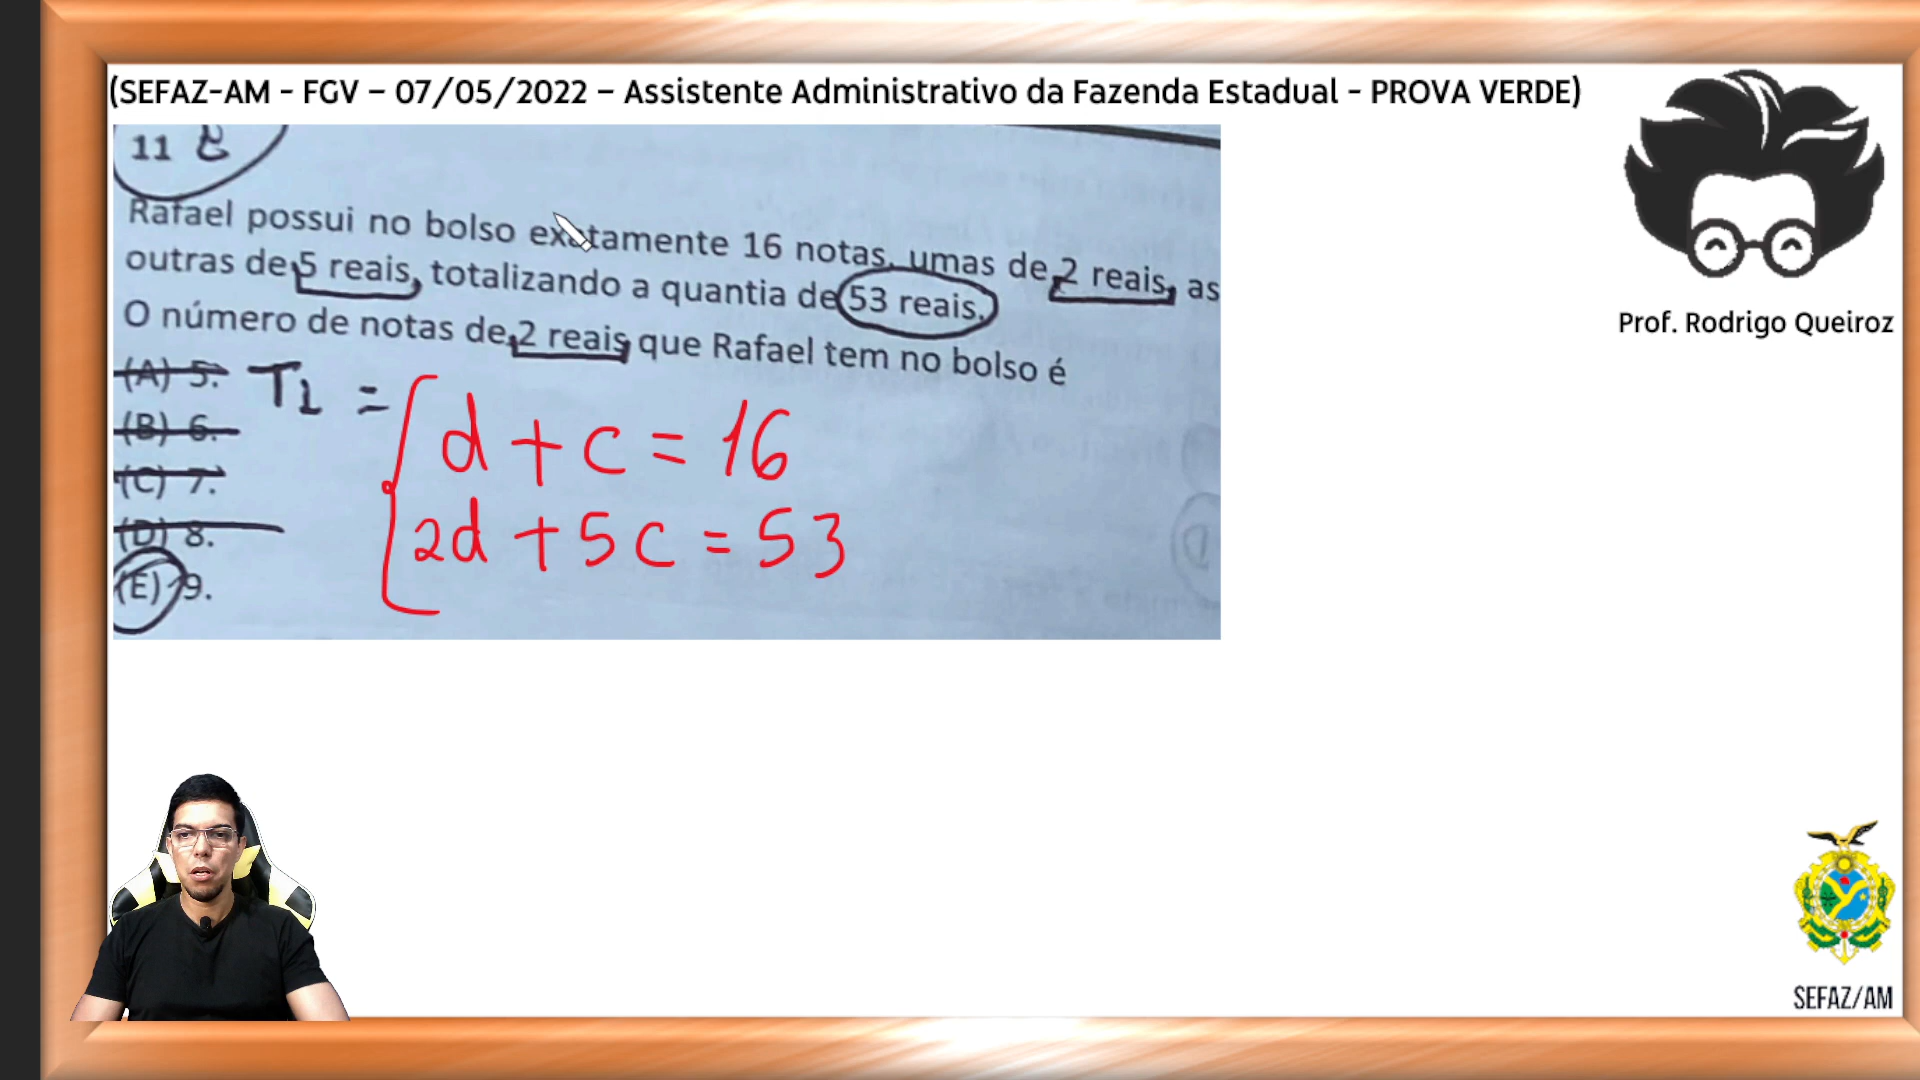 (SEFAZ-AM - FGV – 07/05/2022 – Assistente Administrativo da Fazenda Estadual - PROVA VERDE)
11
Rafael possui no bolso exatamente 16 notas, umas de 2 reais, as
outras de 5 reais, totalizando a quantia de 53 reais.
O número de notas de 2 reais que Rafael tem no bolso é
(A) 5.
(B) 6.
(C) 7.
(D) 8.
(E) 9.
d + c = 16
2d + 5c = 53
Prof. Rodrigo Queiroz
SEFAZ/AM